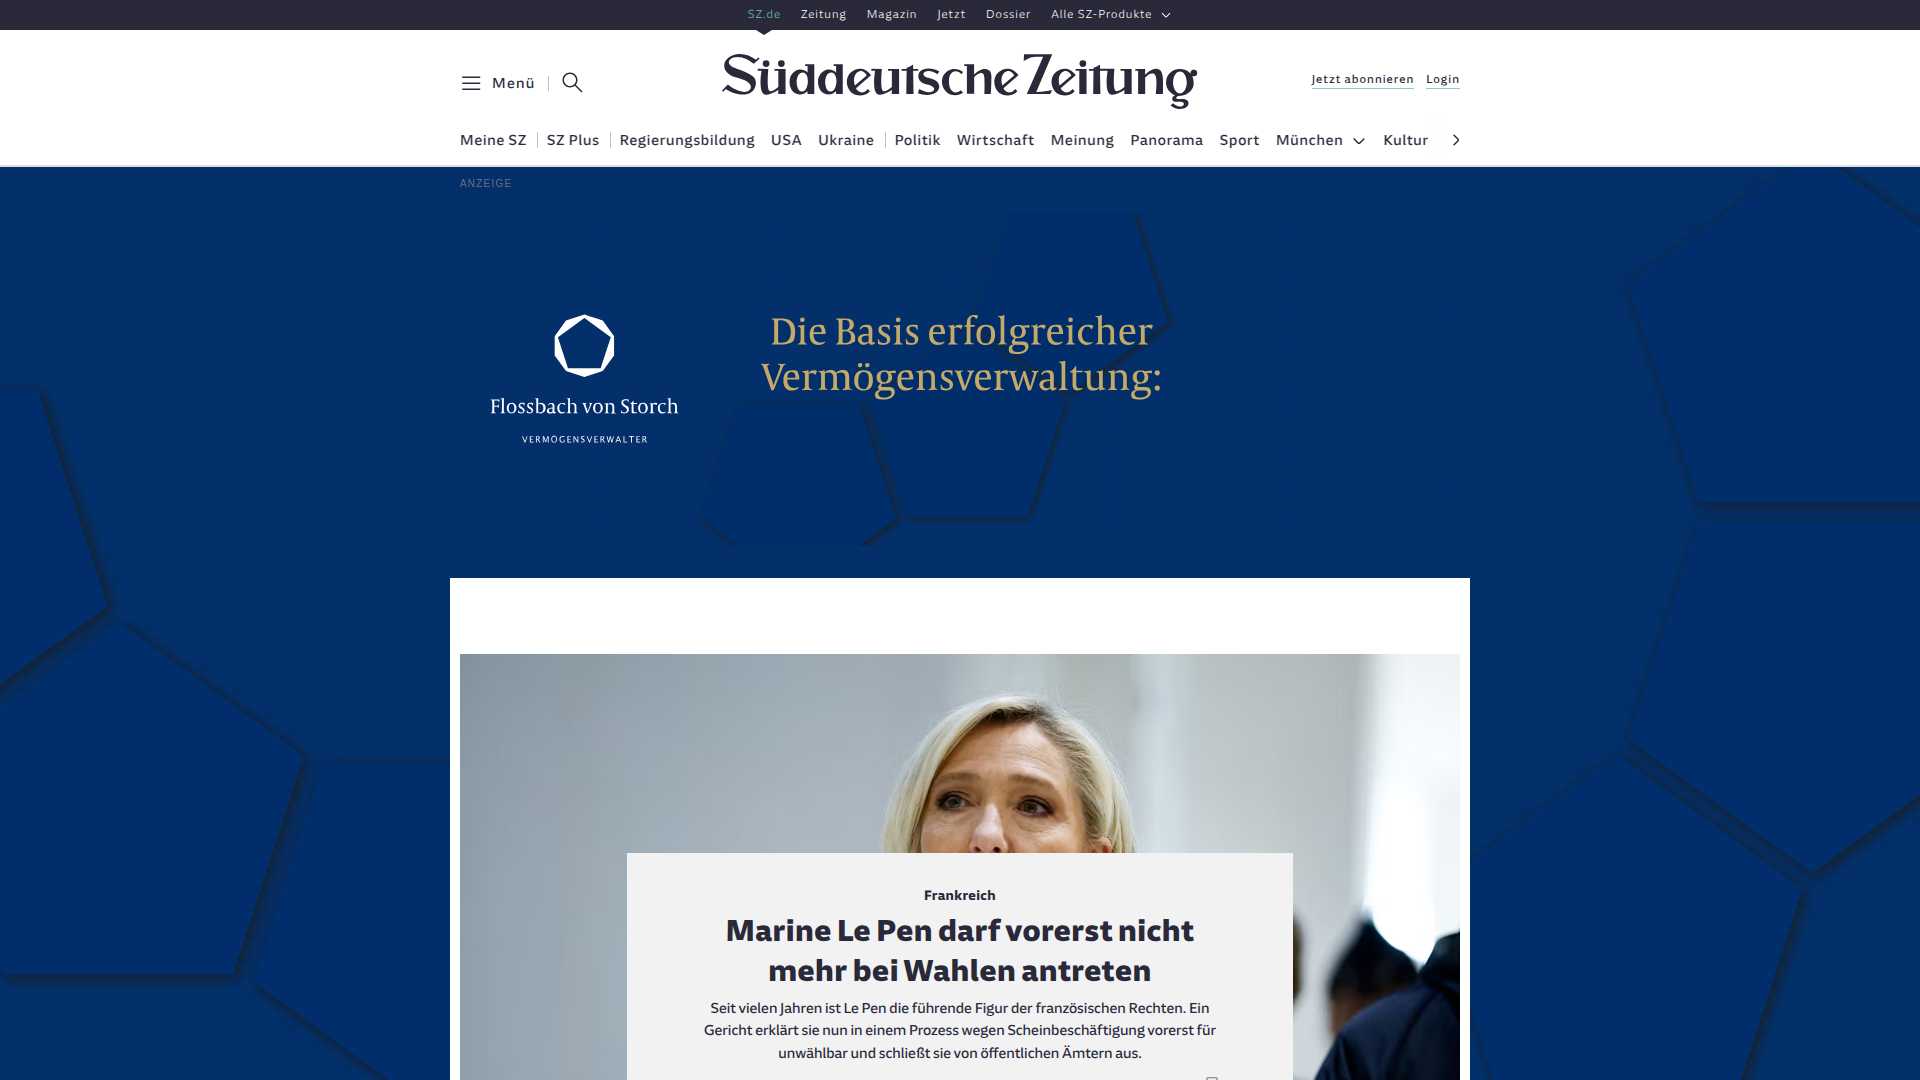 SZ.de Zeitung Magazin Jetzt Dossier Alle SZ-Produkte
Menü
Süddeutsche Zeitung
Jetzt abonnieren Login
Meine SZ SZ Plus Regierungsbildung USA Ukraine Politik Wirtschaft Meinung Panorama Sport München Kultur
ANZEIGE
Flossbach von Storch
VERMÖGENSVERWALTER
Die Basis erfolgreicher
Vermögensverwaltung:
Frankreich
Marine Le Pen darf vorerst nicht
mehr bei Wahlen antreten
Seit vielen Jahren ist Le Pen die führende Figur der französischen Rechten. Ein
Gericht erklärt sie nun in einem Prozess wegen Scheinbeschäftigung vorerst für
unwählbar und schließt sie von öffentlichen Ämtern aus.